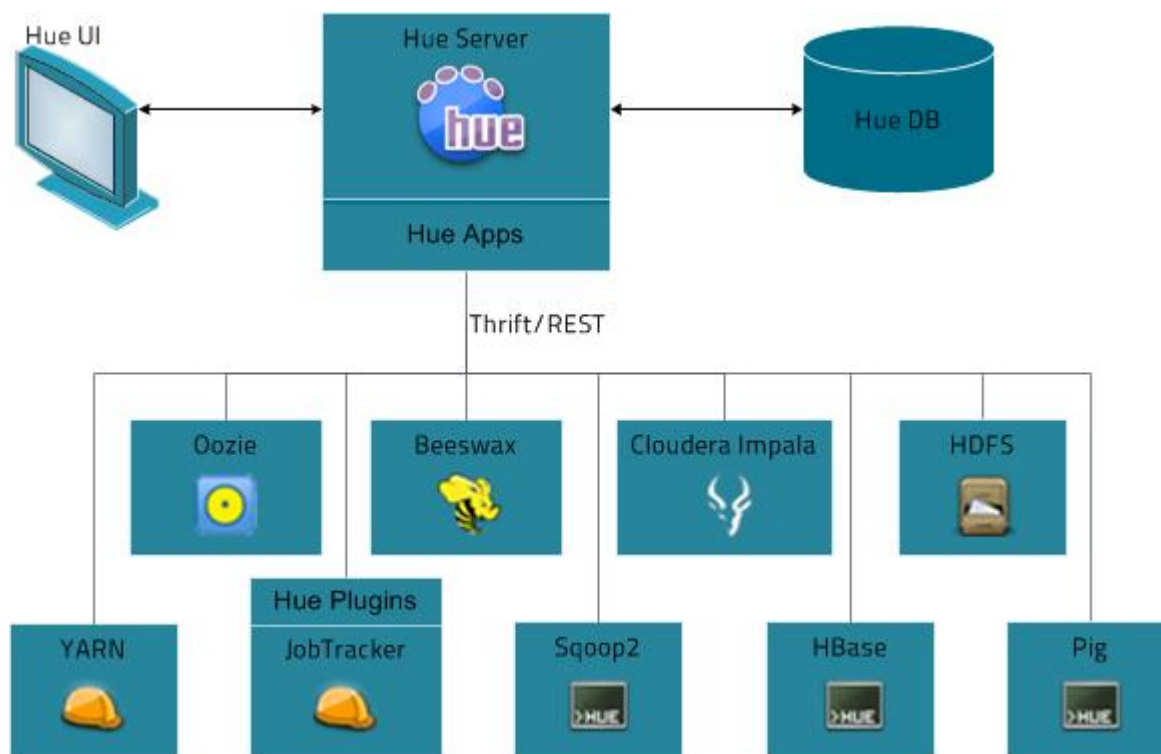 Hue UI
Hue Server
hue
Hue DB
Hue Apps
Thrift/REST
Oozie
Beeswax
Cloudera Impala
HDFS
Hue Plugins
YARN
JobTracker
Sqoop2
HBase
Pig
>HUE
>HUE
>HUE